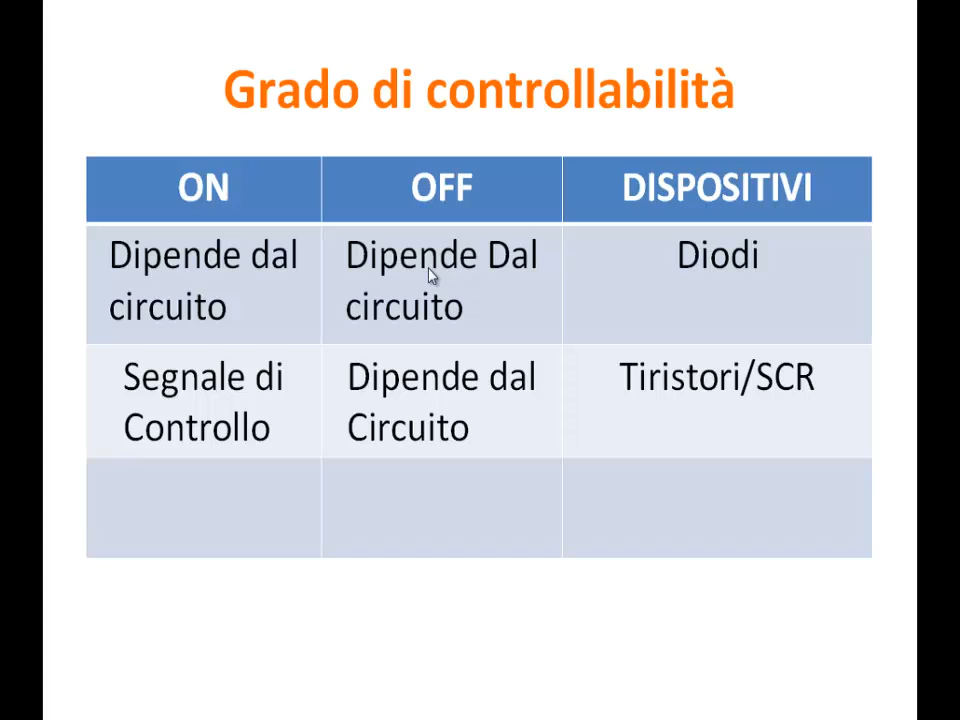 Grado di controllabilità
ON OFF DISPOSITIVI
Dipende dal circuito
Dipende Dal circuito
Diodi
Segnale di Controllo
Dipende dal Circuito
Tiristori/SCR